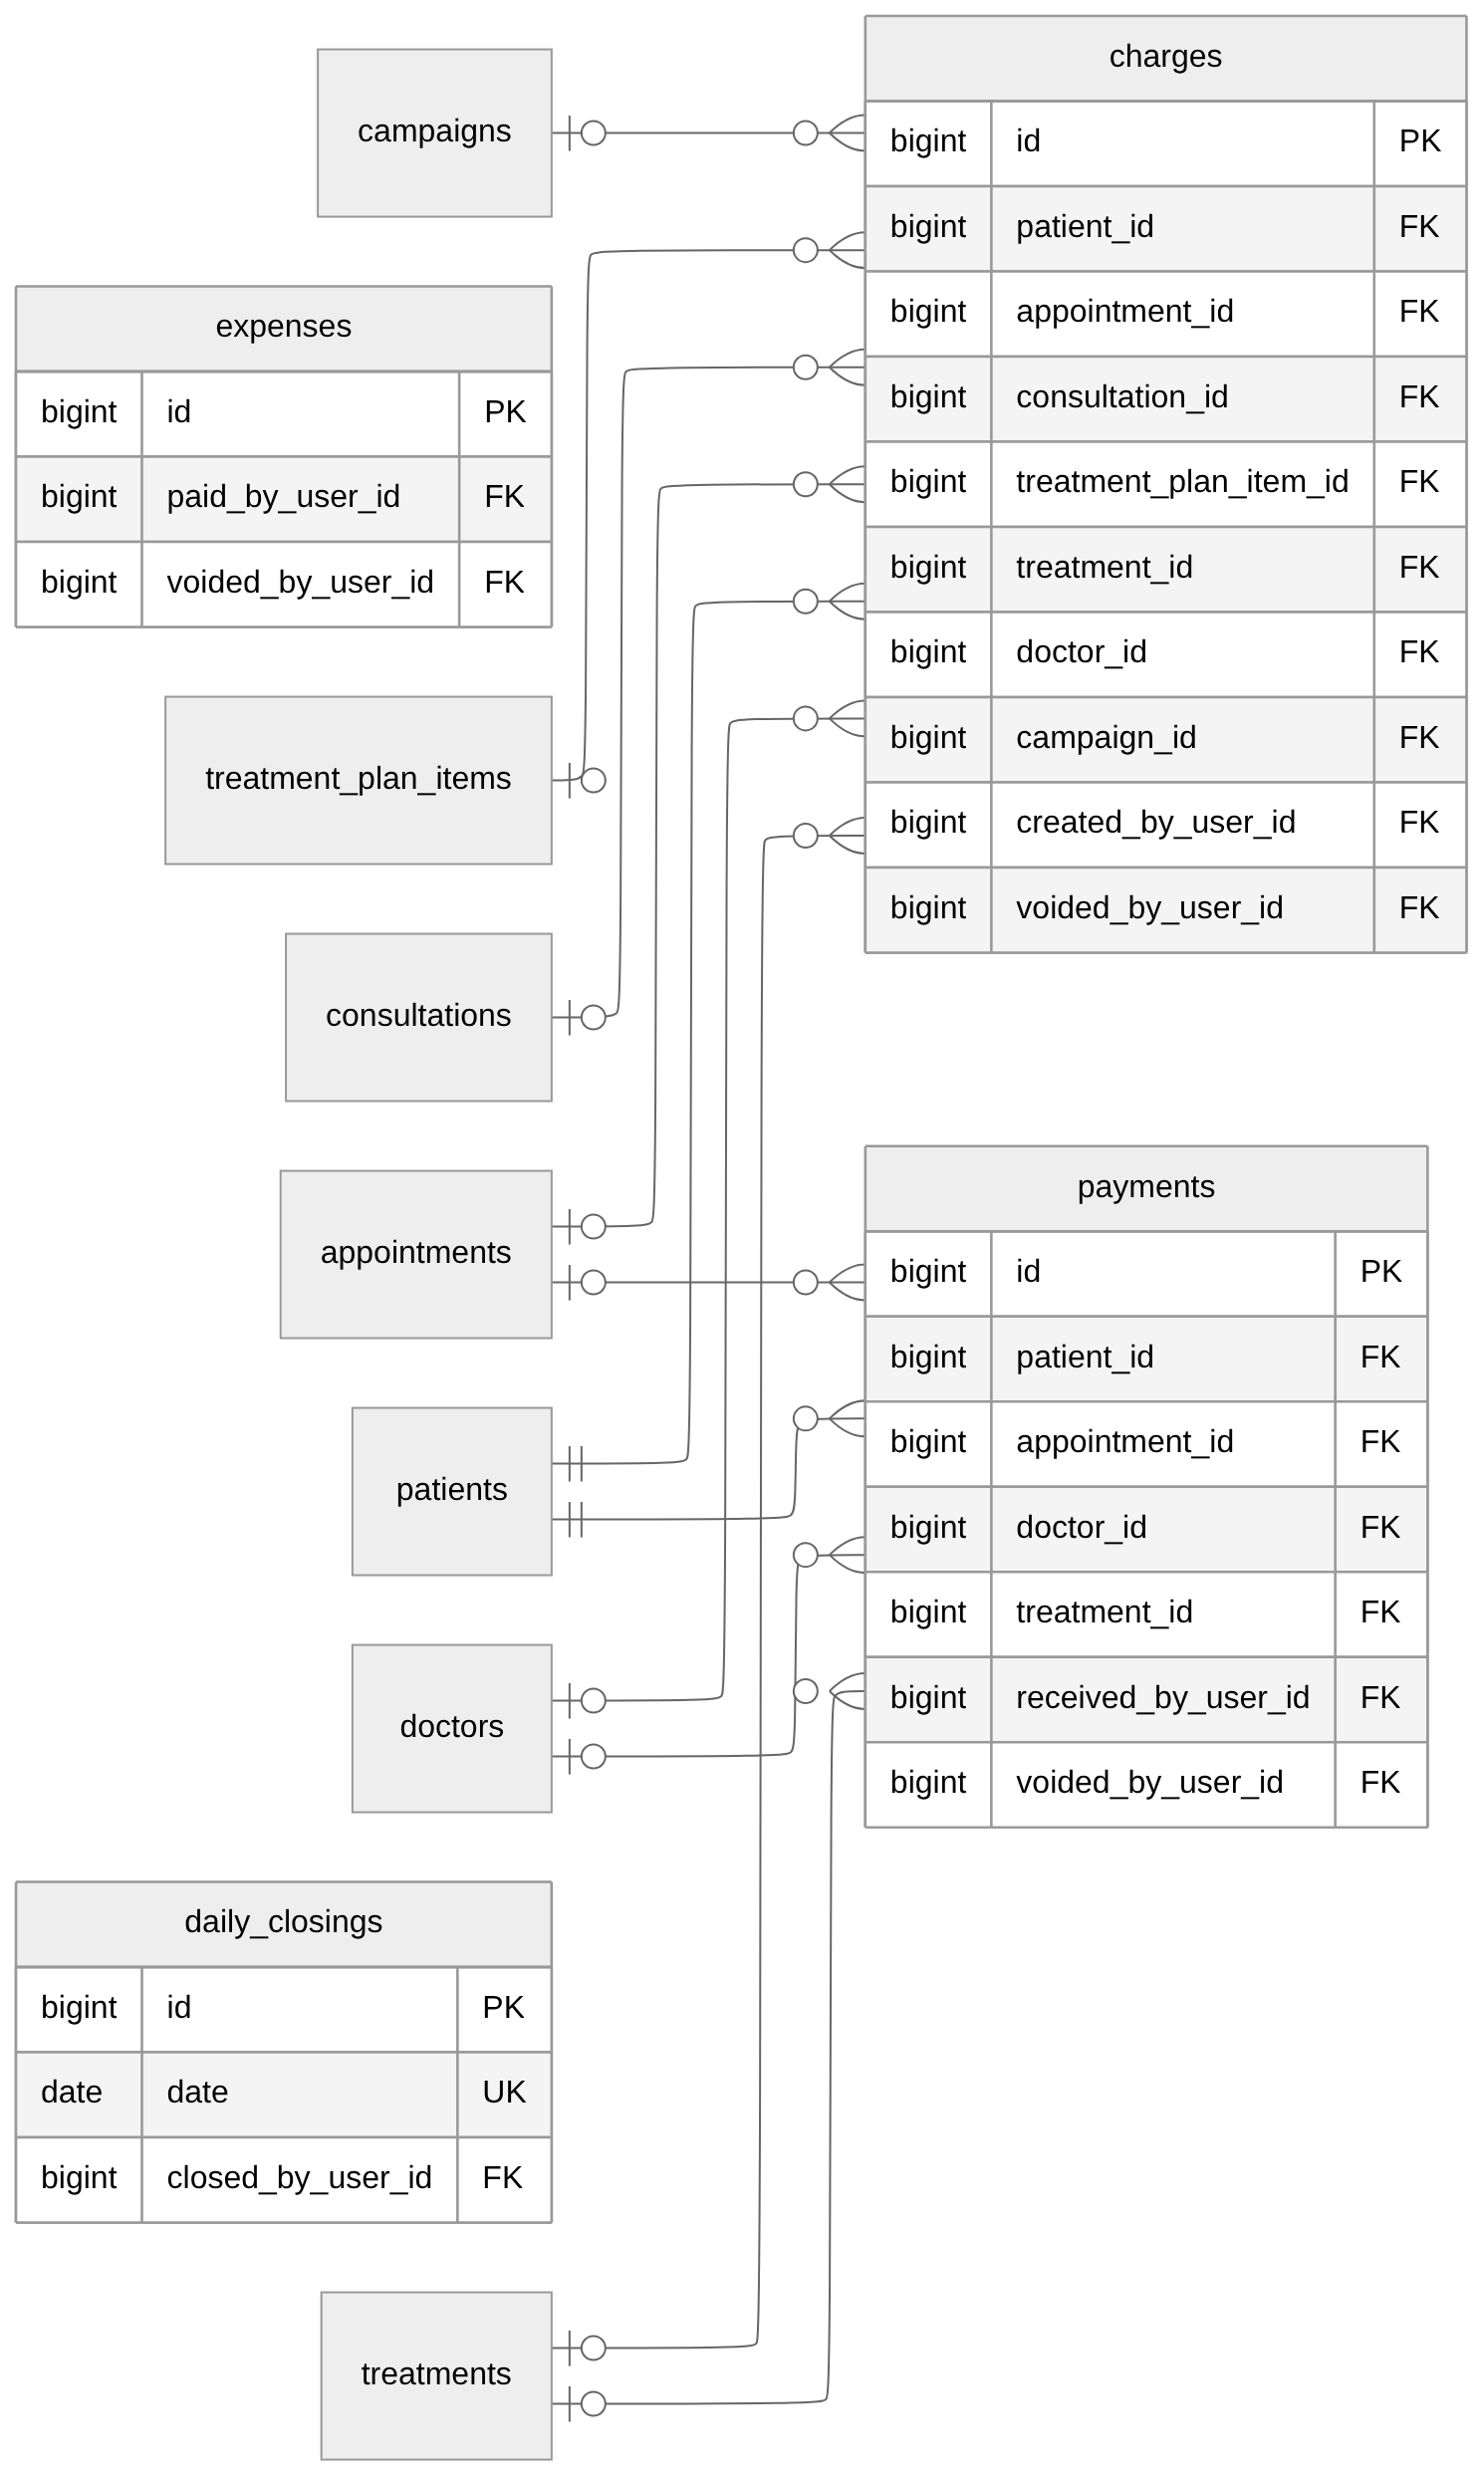 campaigns
expenses
bigint id PK
bigint paid_by_user_id FK
bigint voided_by_user_id FK
treatment_plan_items
consultations
appointments
patients
doctors
daily_closings
bigint id PK
date date UK
bigint closed_by_user_id FK
treatments
charges
bigint id PK
bigint patient_id FK
bigint appointment_id FK
bigint consultation_id FK
bigint treatment_plan_item_id FK
bigint treatment_id FK
bigint doctor_id FK
bigint campaign_id FK
bigint created_by_user_id FK
bigint voided_by_user_id FK
payments
bigint id PK
bigint patient_id FK
bigint appointment_id FK
bigint doctor_id FK
bigint treatment_id FK
bigint received_by_user_id FK
bigint voided_by_user_id FK